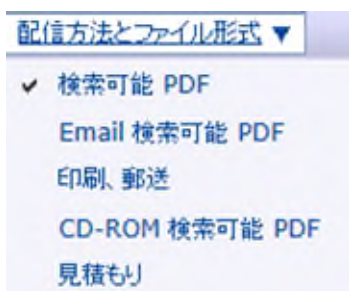 配信方法とファイル形式 ▼
✔ 検索可能 PDF
Email 検索可能 PDF
印刷、郵送
CD-ROM 検索可能 PDF
見積もり